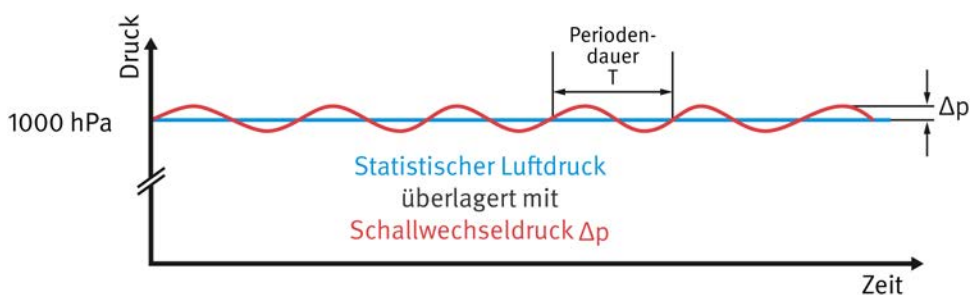 Druck
Perioden-
dauer
T
Δp
1000 hPa
Statistischer Luftdruck
überlagert mit
Schallwechseldruck Δp
Zeit